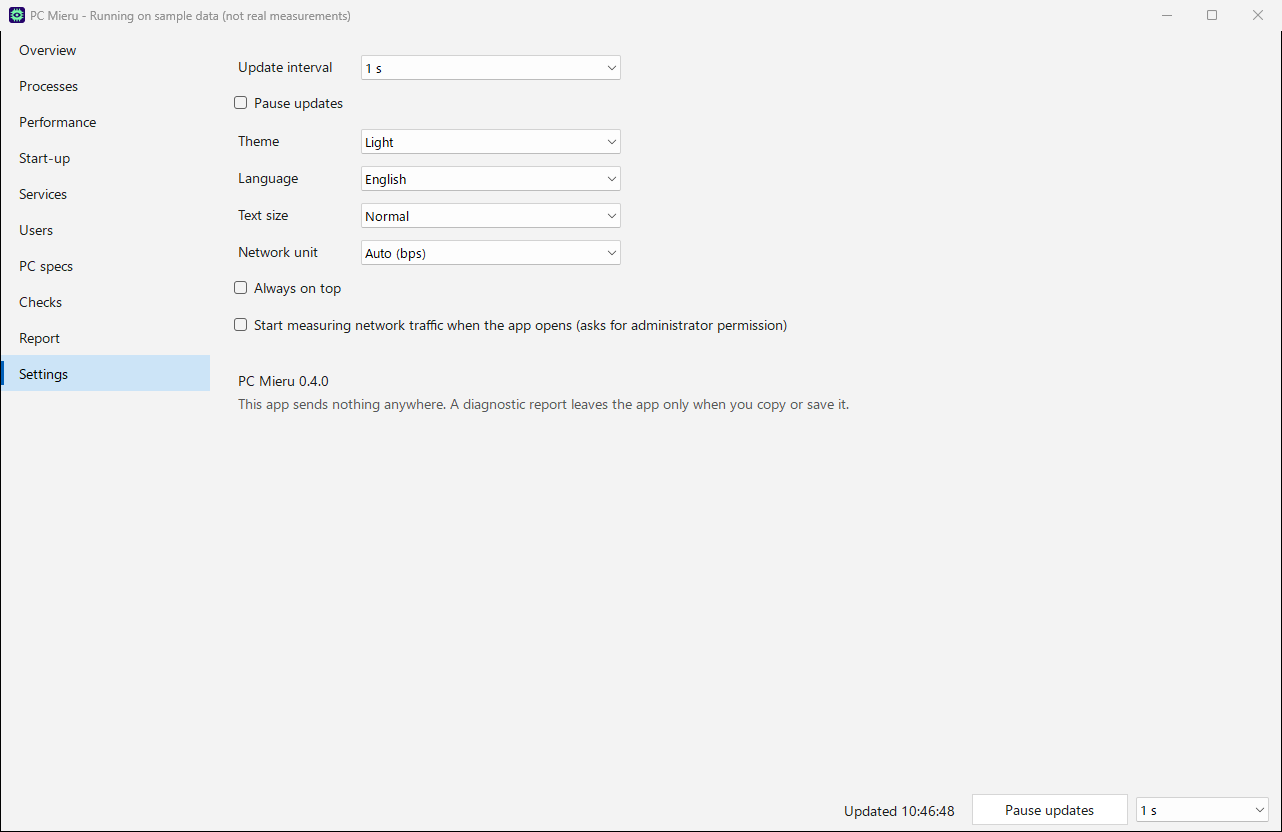 PC Mieru - Running on sample data (not real measurements)
Overview
Processes
Performance
Start-up
Services
Users
PC specs
Checks
Report
Settings
Update interval 1 s
Pause updates
Theme Light
Language English
Text size Normal
Network unit Auto (bps)
Always on top
Start measuring network traffic when the app opens (asks for administrator permission)
PC Mieru 0.4.0
This app sends nothing anywhere. A diagnostic report leaves the app only when you copy or save it.
Updated 10:46:48 Pause updates 1 s